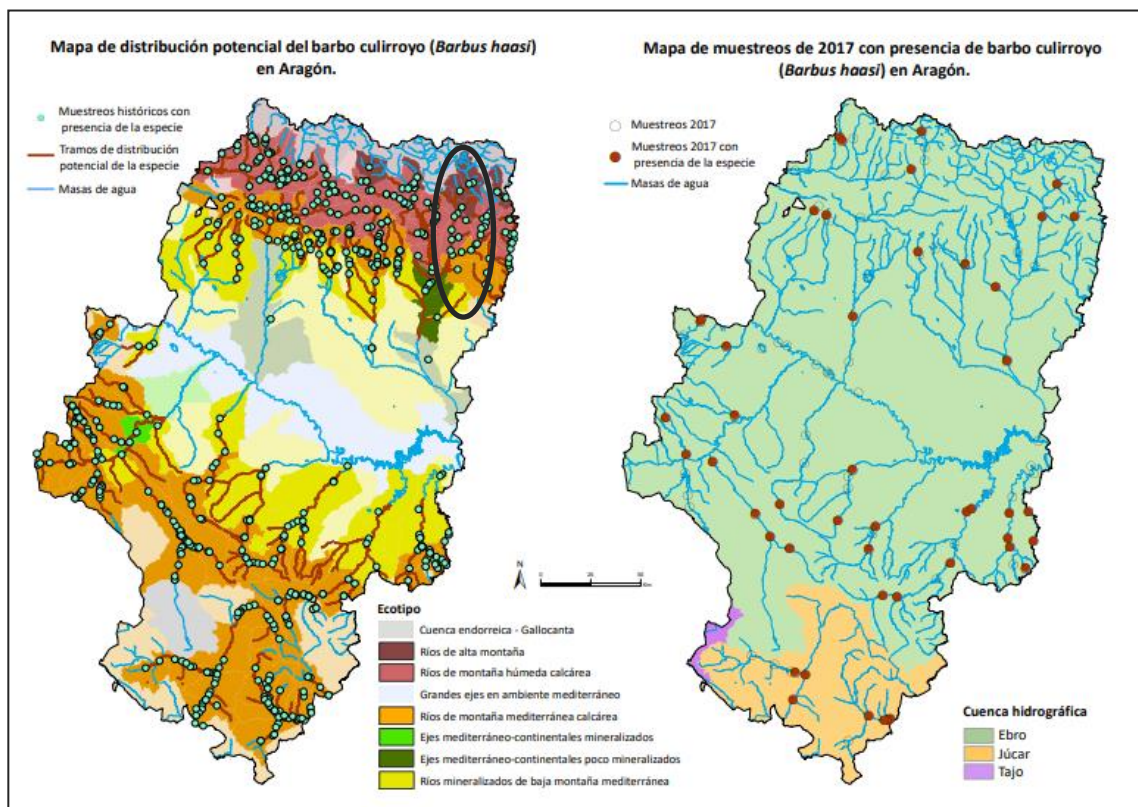 Mapa de distribución potencial del barbo culirroyo (Barbus haasi)
en Aragón.
Muestreos históricos con
presencia de la especie
Tramos de distribución
potencial de la especie
Masas de agua
Ecotipo
Cuenca endorreica - Gallocanta
Ríos de alta montaña
Ríos de montaña húmeda calcárea
Grandes ejes en ambiente mediterráneo
Ríos de montaña mediterránea calcárea
Ejes mediterráneo-continentales mineralizados
Ejes mediterráneo-continentales poco mineralizados
Ríos mineralizados de baja montaña mediterránea
N
0
Mapa de muestreos de 2017 con presencia de barbo culirroyo
(Barbus haasi) en Aragón.
Muestreos 2017
Muestreos 2017 con
presencia de la especie
Masas de agua
Cuenca hidrográfica
Ebro
Júcar
Tajo